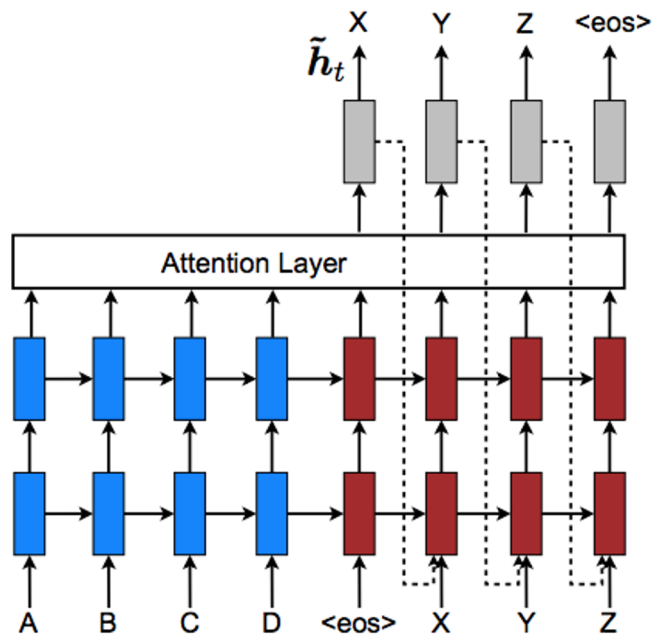 X Y Z <eos>
h̃ₜ
Attention Layer
A B C D <eos> X Y Z